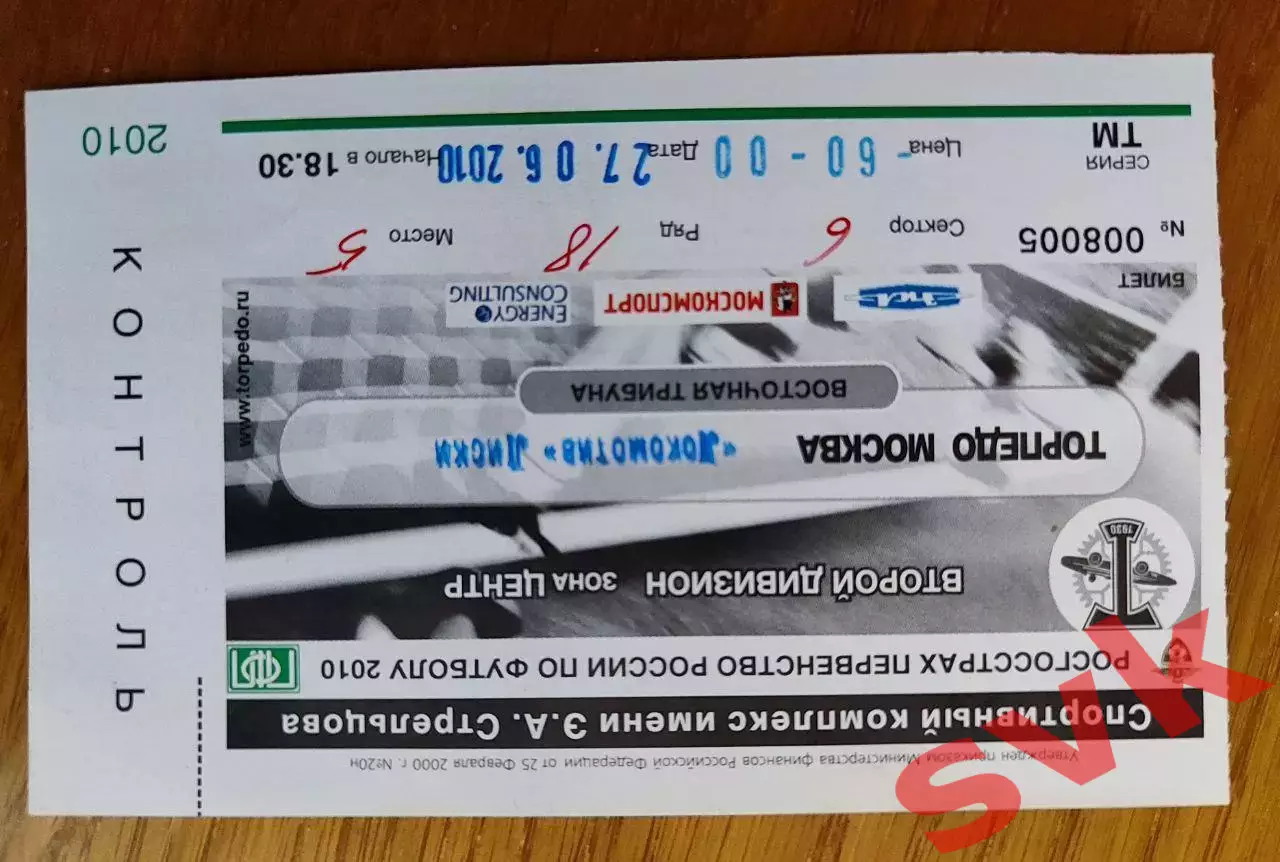 Утвержден приказом Министерства финансов Российской Федерации от 25 Февраля 2000 г. №20н
Спортивный комплекс имени Э.А. Стрельцова
РОСГОССТРАХ ПЕРВЕНСТВО РОССИИ ПО ФУТБОЛУ 2010
ВТОРОЙ ДИВИЗИОН ЗОНА ЦЕНТР
1930
ТОРПЕДО МОСКВА «Локомотив» Лиски
ВОСТОЧНАЯ ТРИБУНА
www.torpedo.ru
МОСКОМСПОРТ
ENERGY CONSULTING
БИЛЕТ
№ 008005
Сектор 6 Ряд 18 Место 5
СЕРИЯ
ТМ
Цена -60-00 Дата 27.06.2010 Начало в 18.30
КОНТРОЛЬ
2010
SVK